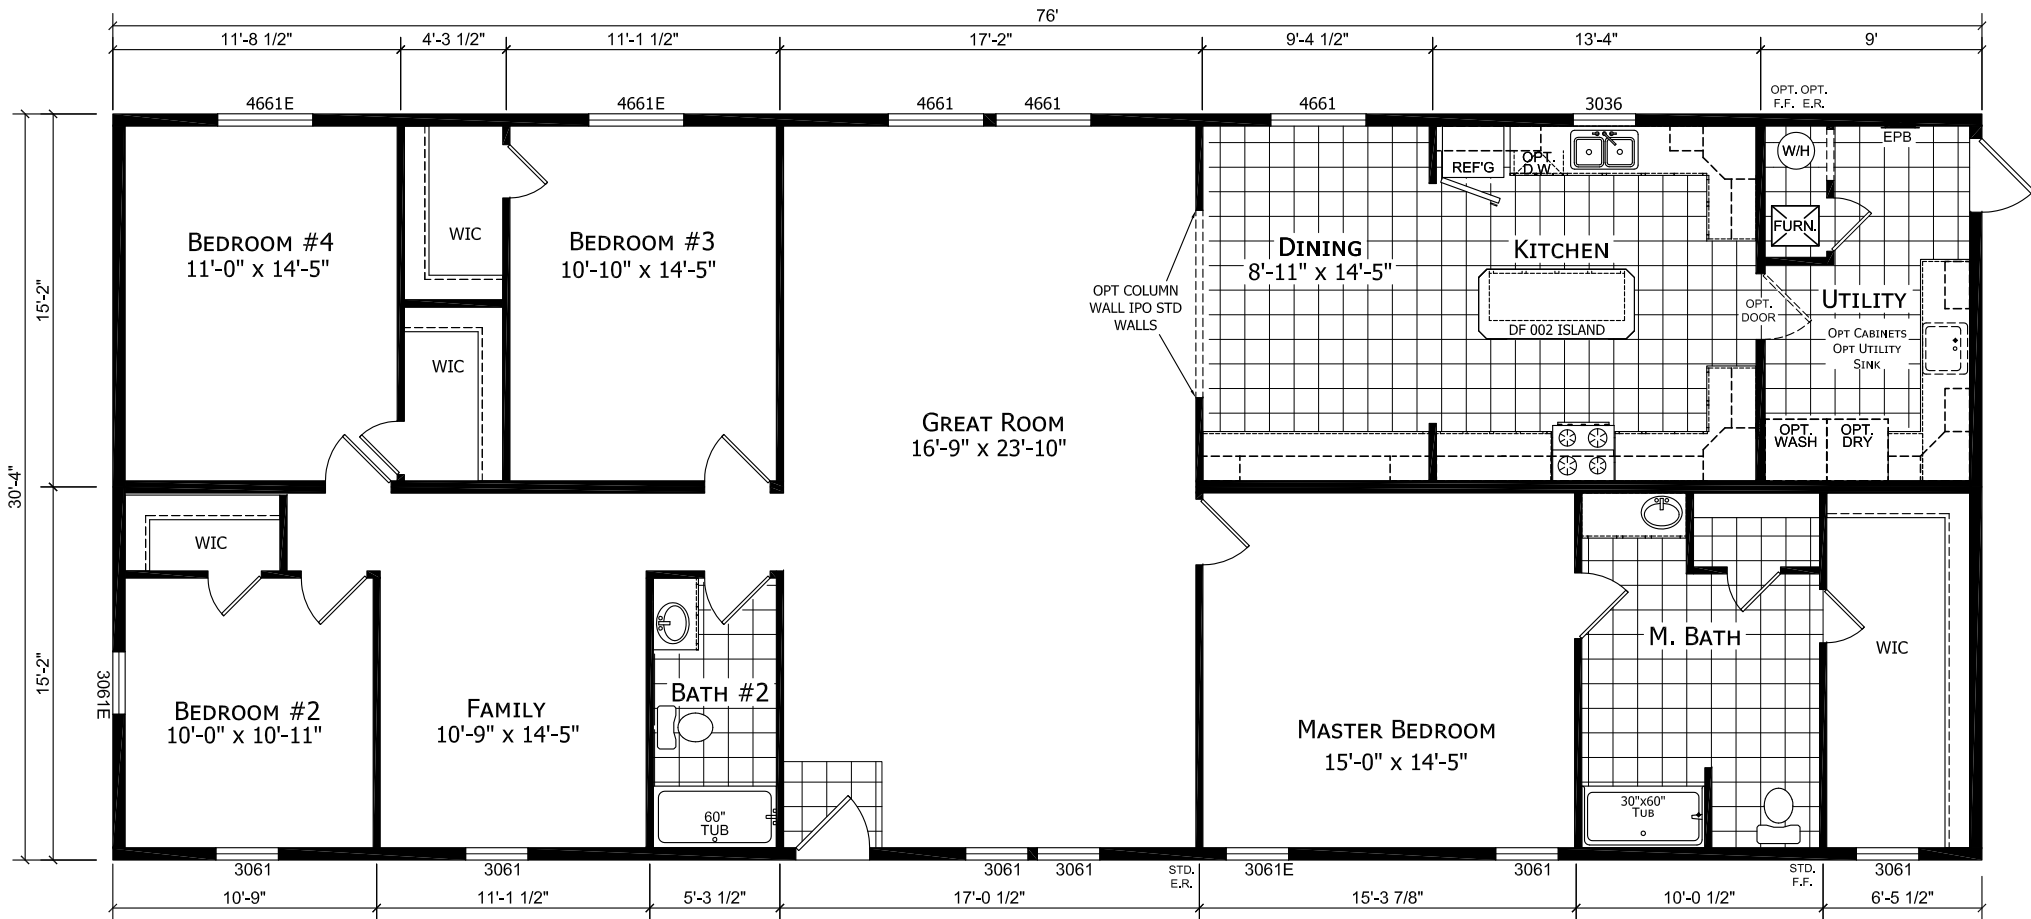 76'
11'-8 1/2"
4'-3 1/2"
11'-1 1/2"
17'-2"
9'-4 1/2"
13'-4"
9'
4661E
4661E
4661
4661
4661
3036
OPT. OPT.
F.F. E.R.
30'-4"
15'-2"
15'-2"
3061E
BEDROOM #4
11'-0" x 14'-5"
WIC
WIC
BEDROOM #3
10'-10" x 14'-5"
GREAT ROOM
16'-9" x 23'-10"
OPT COLUMN
WALL IPO STD
WALLS
DINING
8'-11" x 14'-5"
REF'G
OPT.
D.W.
KITCHEN
DF 002 ISLAND
OPT.
DOOR
W/H
FURN.
EPB
UTILITY
OPT CABINETS
OPT UTILITY
SINK
OPT.
WASH
OPT.
DRY
WIC
BEDROOM #2
10'-0" x 10'-11"
FAMILY
10'-9" x 14'-5"
BATH #2
60"
TUB
MASTER BEDROOM
15'-0" x 14'-5"
M. BATH
30"x60"
TUB
WIC
3061
3061
3061
3061
STD.
E.R.
3061E
3061
STD.
F.F.
3061
10'-9"
11'-1 1/2"
5'-3 1/2"
17'-0 1/2"
15'-3 7/8"
10'-0 1/2"
6'-5 1/2"